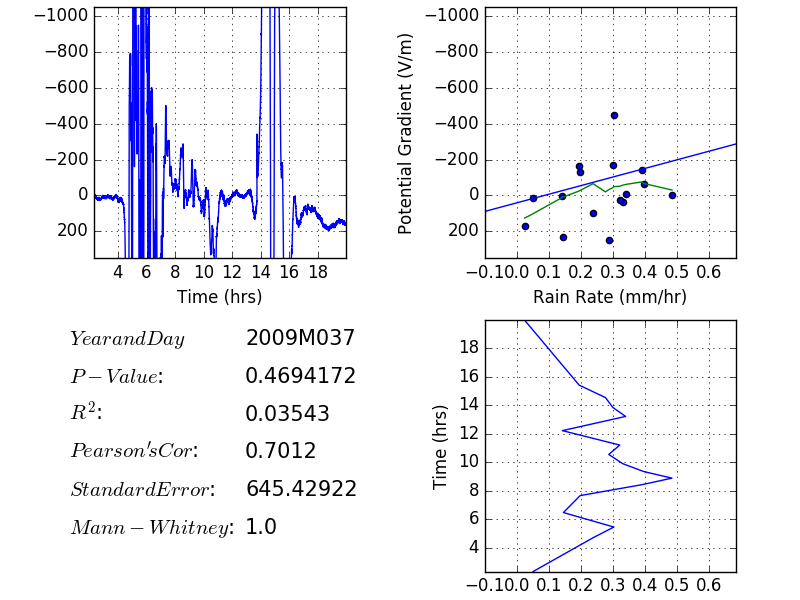 −1000
−800
−600
−400
−200
0
200
4 6 8 10 12 14 16 18
Time (hrs)
Potential Gradient (V/m)
−1000
−800
−600
−400
−200
0
200
−0.1 0.0 0.1 0.2 0.3 0.4 0.5 0.6
Rain Rate (mm/hr)
YearandDay 2009M037
P−Value: 0.4694172
R²: 0.03543
Pearson'sCor: 0.7012
StandardError: 645.42922
Mann−Whitney: 1.0
Time (hrs)
18
16
14
12
10
8
6
4
−0.1 0.0 0.1 0.2 0.3 0.4 0.5 0.6